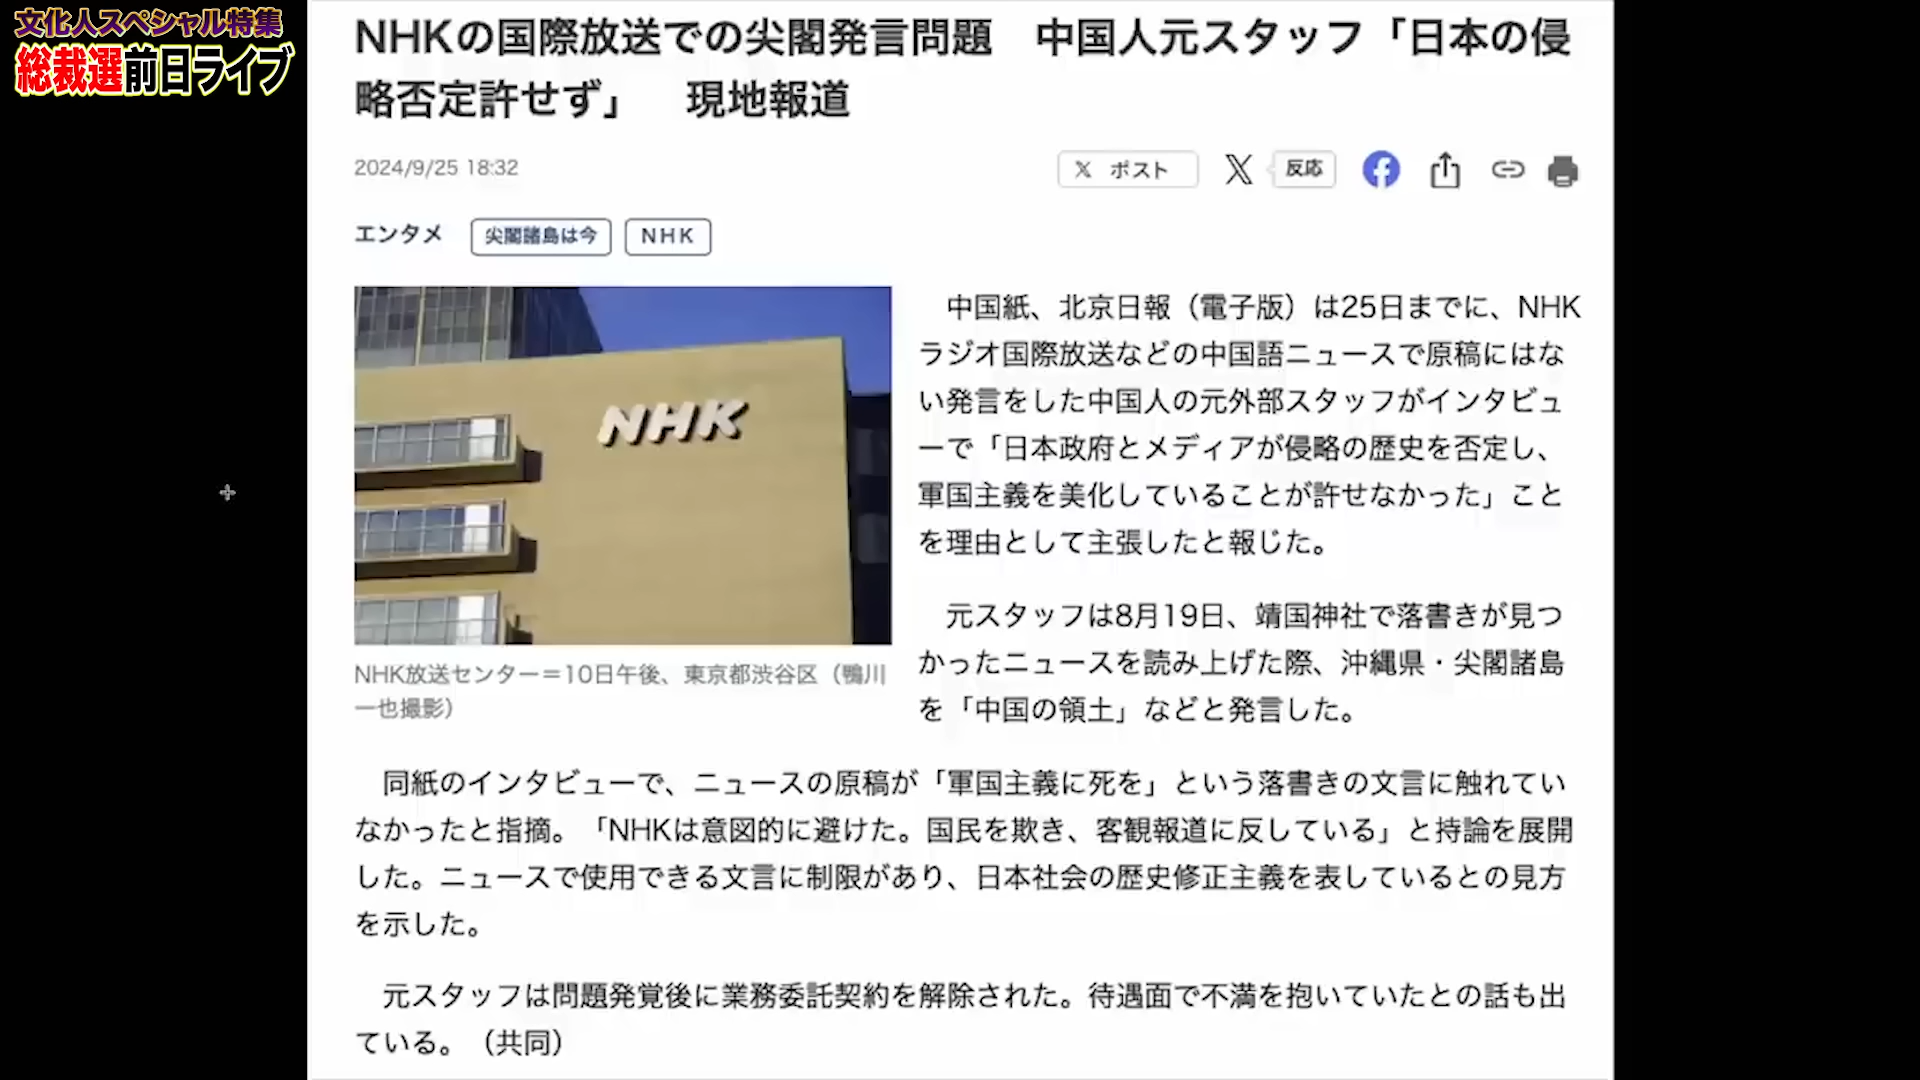 文化人スペシャル特集
総裁選前日ライブ
NHKの国際放送での尖閣発言問題　中国人元スタッフ「日本の侵
略否定許せず」　現地報道
2024/9/25 18:32
ポスト
反応
エンタメ
尖閣諸島は今
NHK
NHK
NHK放送センター＝10日午後、東京都渋谷区（鴨川
一也撮影）
中国紙、北京日報（電子版）は25日までに、NHK
ラジオ国際放送などの中国語ニュースで原稿にはな
い発言をした中国人の元外部スタッフがインタビュ
ーで「日本政府とメディアが侵略の歴史を否定し、
軍国主義を美化していることが許せなかった」こと
を理由として主張したと報じた。
元スタッフは8月19日、靖国神社で落書きが見つ
かったニュースを読み上げた際、沖縄県・尖閣諸島
を「中国の領土」などと発言した。
同紙のインタビューで、ニュースの原稿が「軍国主義に死を」という落書きの文言に触れてい
なかったと指摘。「NHKは意図的に避けた。国民を欺き、客観報道に反している」と持論を展開
した。ニュースで使用できる文言に制限があり、日本社会の歴史修正主義を表しているとの見方
を示した。
元スタッフは問題発覚後に業務委託契約を解除された。待遇面で不満を抱いていたとの話も出
ている。（共同）